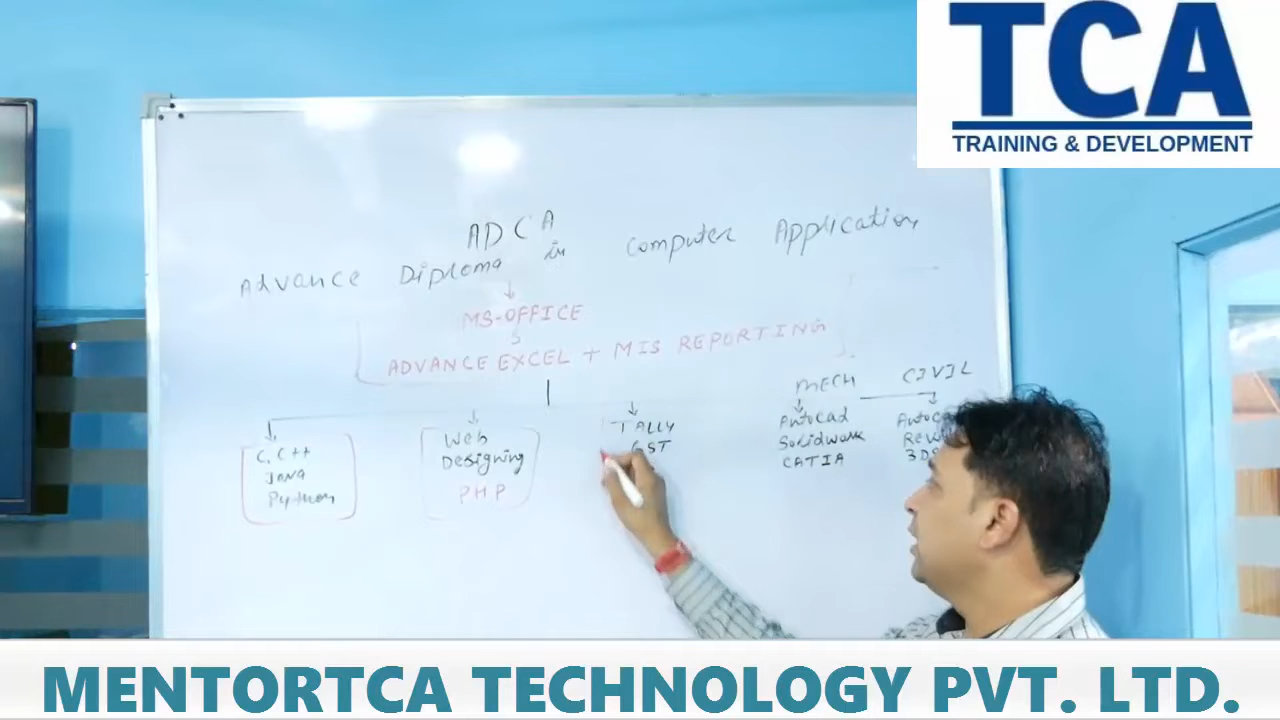 TCA
TRAINING & DEVELOPMENT
ADCA
Advance Diploma in Computer Application
MS-OFFICE
ADVANCE EXCEL + MIS REPORTING
MECH
CIVIL
C, C++
Java
Python
Web
Designing
PHP
TALLY
GST
Autocad
Solidwork
CATIA
MENTORTCA TECHNOLOGY PVT. LTD.